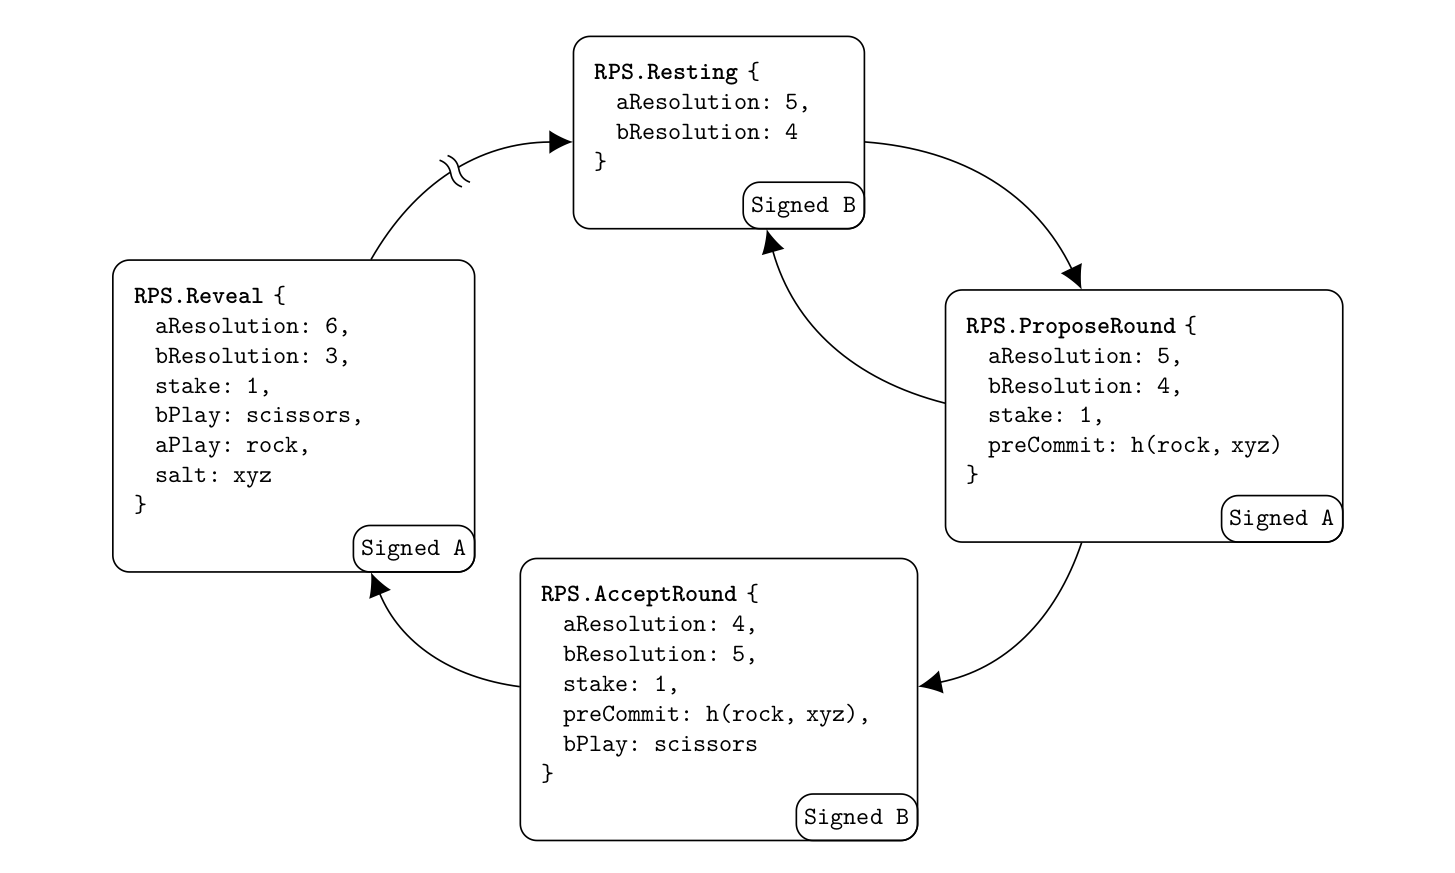 RPS.Resting {
aResolution: 5,
bResolution: 4
}
Signed B
RPS.ProposeRound {
aResolution: 5,
bResolution: 4,
stake: 1,
preCommit: h(rock, xyz)
}
Signed A
RPS.AcceptRound {
aResolution: 4,
bResolution: 5,
stake: 1,
preCommit: h(rock, xyz),
bPlay: scissors
}
Signed B
RPS.Reveal {
aResolution: 6,
bResolution: 3,
stake: 1,
bPlay: scissors,
aPlay: rock,
salt: xyz
}
Signed A